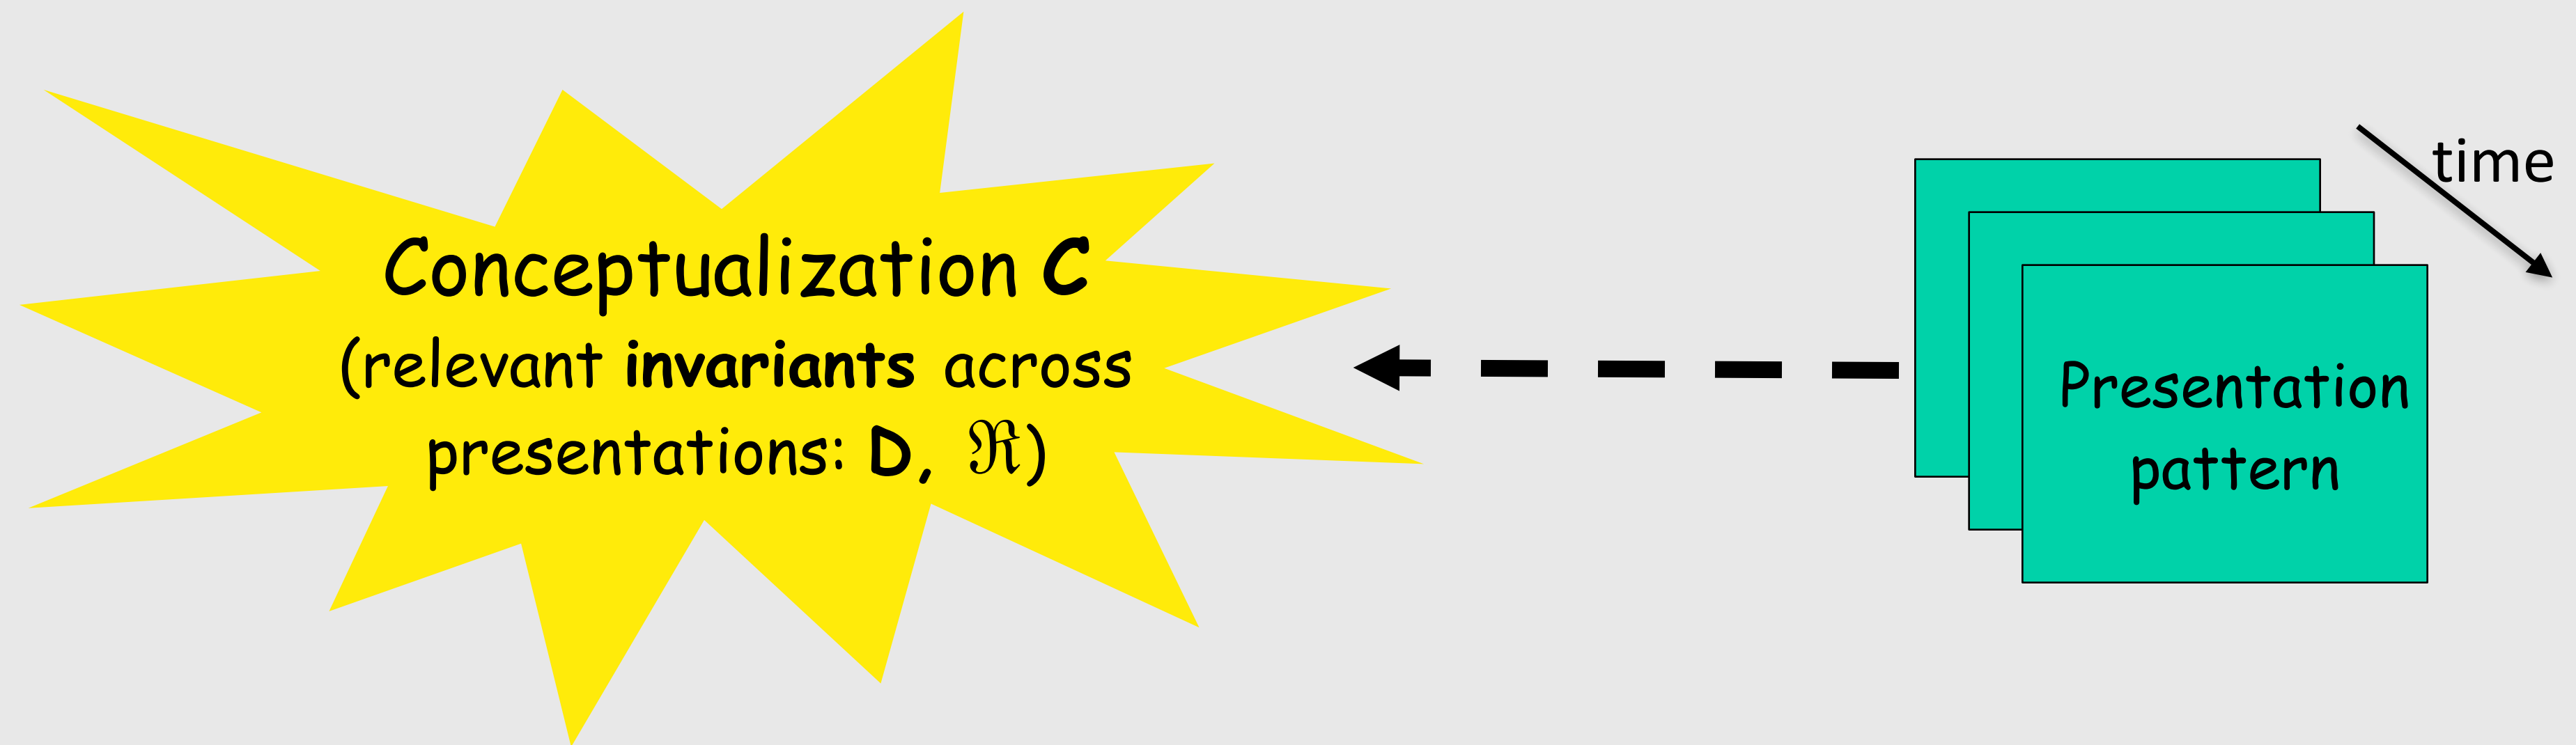 Conceptualization C
(relevant invariants across
presentations: D, ℜ)
time
Presentation
pattern